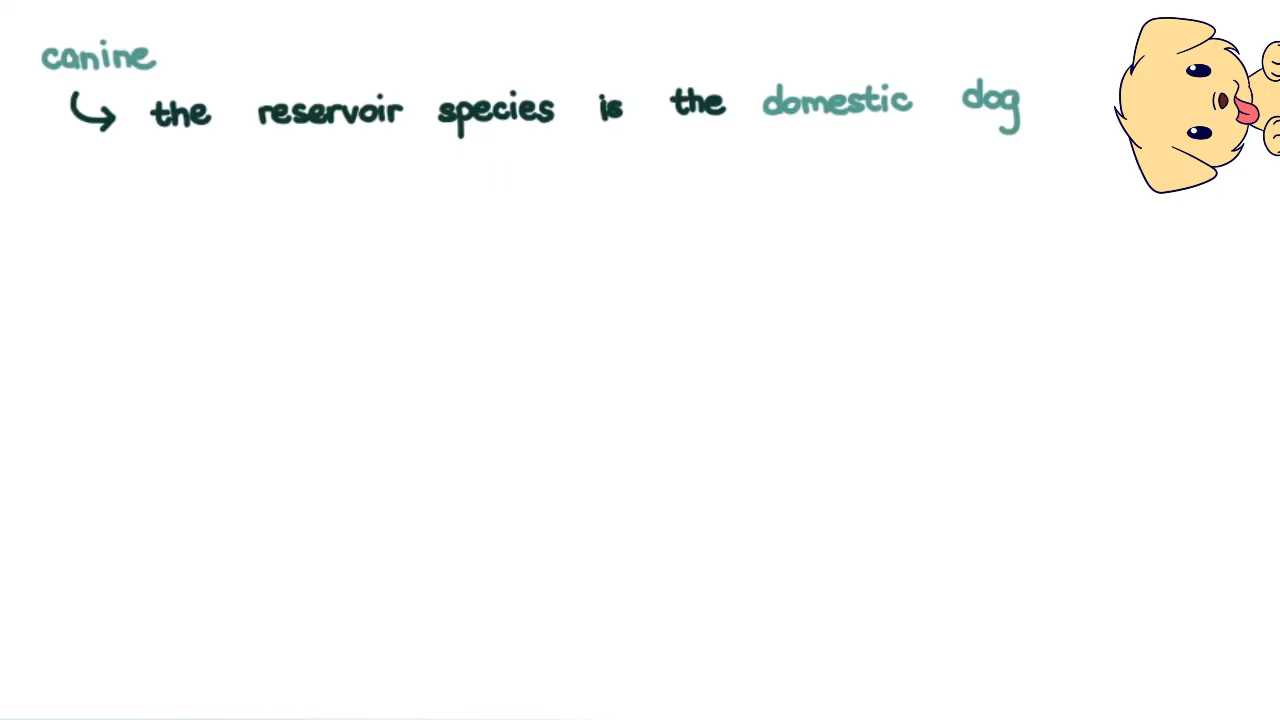 canine
the reservoir species is the domestic dog